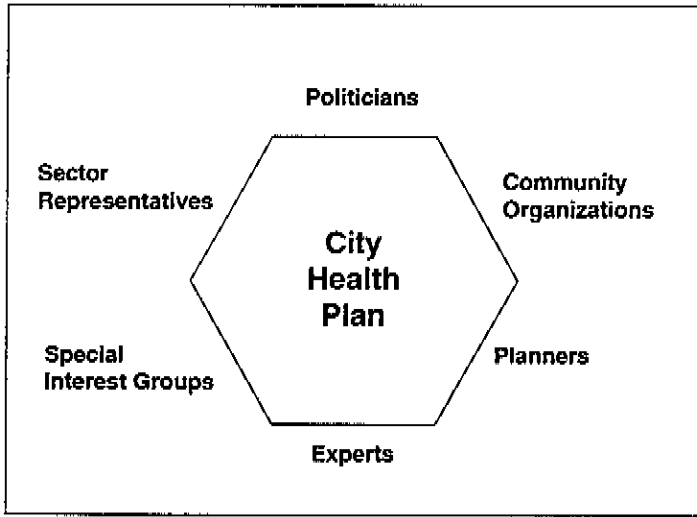 Politicians
Sector
Representatives
Community
Organizations
City
Health
Plan
Special
Interest Groups
Planners
Experts